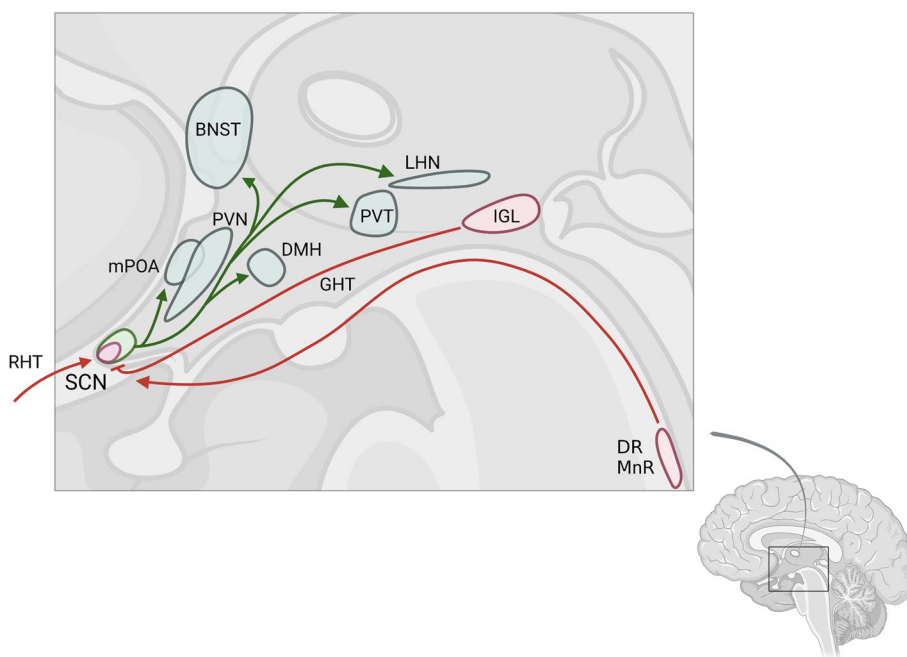 BNST
LHN
PVN
PVT
IGL
mPOA
DMH
GHT
RHT
SCN
DR
MnR